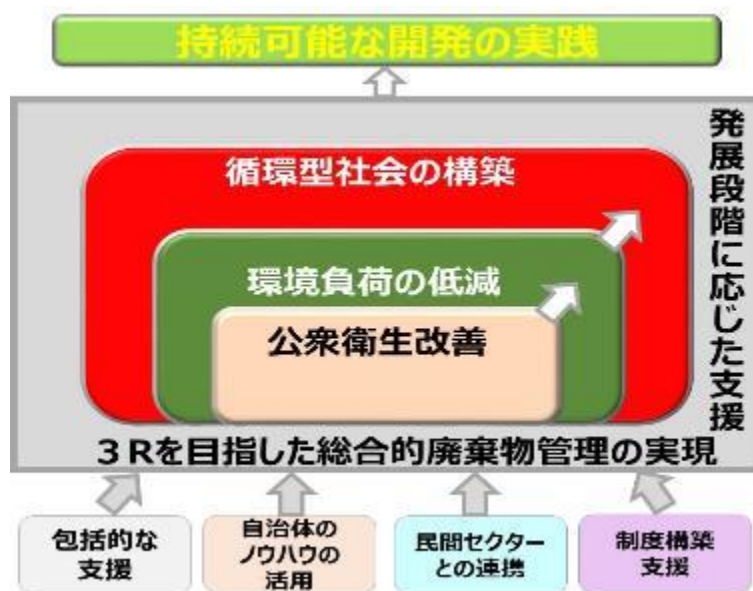 持続可能な開発の実践
発展段階に応じた支援
循環型社会の構築
環境負荷の低減
公衆衛生改善
３Rを目指した総合的廃棄物管理の実現
包括的な
支援
自治体の
ノウハウの
活用
民間セクター
との連携
制度構築
支援